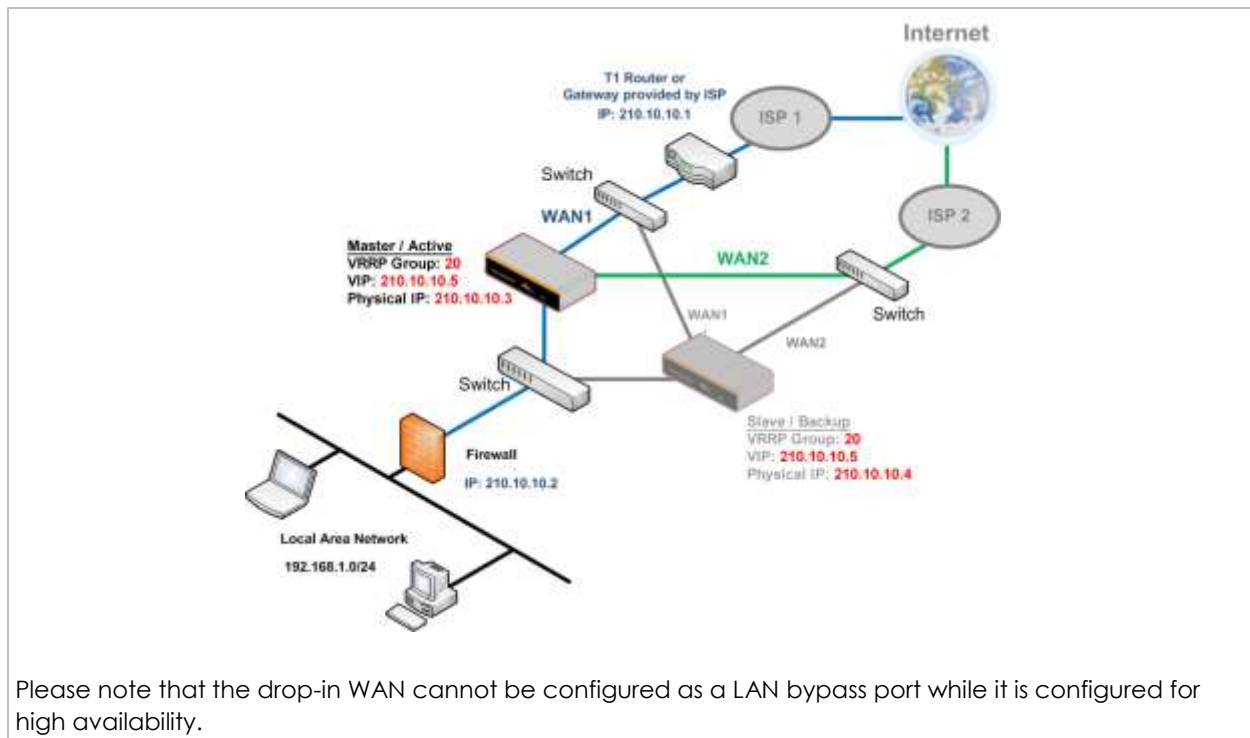 Internet
T1 Router or
Gateway provided by ISP
IP: 210.10.10.1
ISP 1
Switch
WAN1
ISP 2
Master / Active
VRRP Group: 20
VIP: 210.10.10.5
Physical IP: 210.10.10.3
WAN2
Switch
WAN1
WAN2
Switch
Slave / Backup
VRRP Group: 20
VIP: 210.10.10.5
Physical IP: 210.10.10.4
Firewall
IP: 210.10.10.2
Local Area Network
192.168.1.0/24
Please note that the drop-in WAN cannot be configured as a LAN bypass port while it is configured for
high availability.